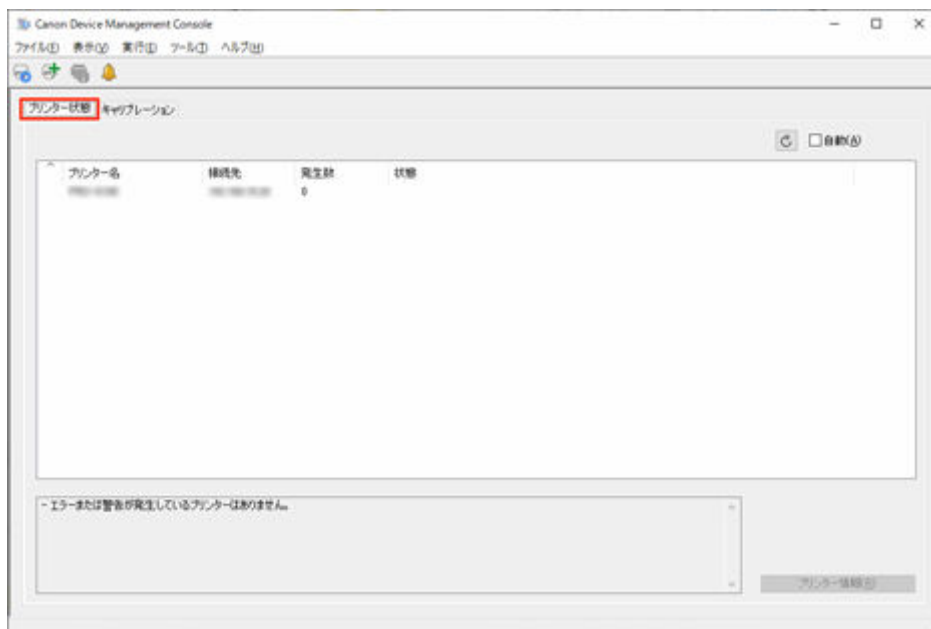 Canon Device Management Console
ファイル(F) 表示(V) 実行(E) ツール(T) ヘルプ(H)
プリンター状態 キャリブレーション
自動(A)
プリンター名 接続先 発生数 状態
0
- エラーまたは警告が発生しているプリンターはありません。
プリンター情報(R)